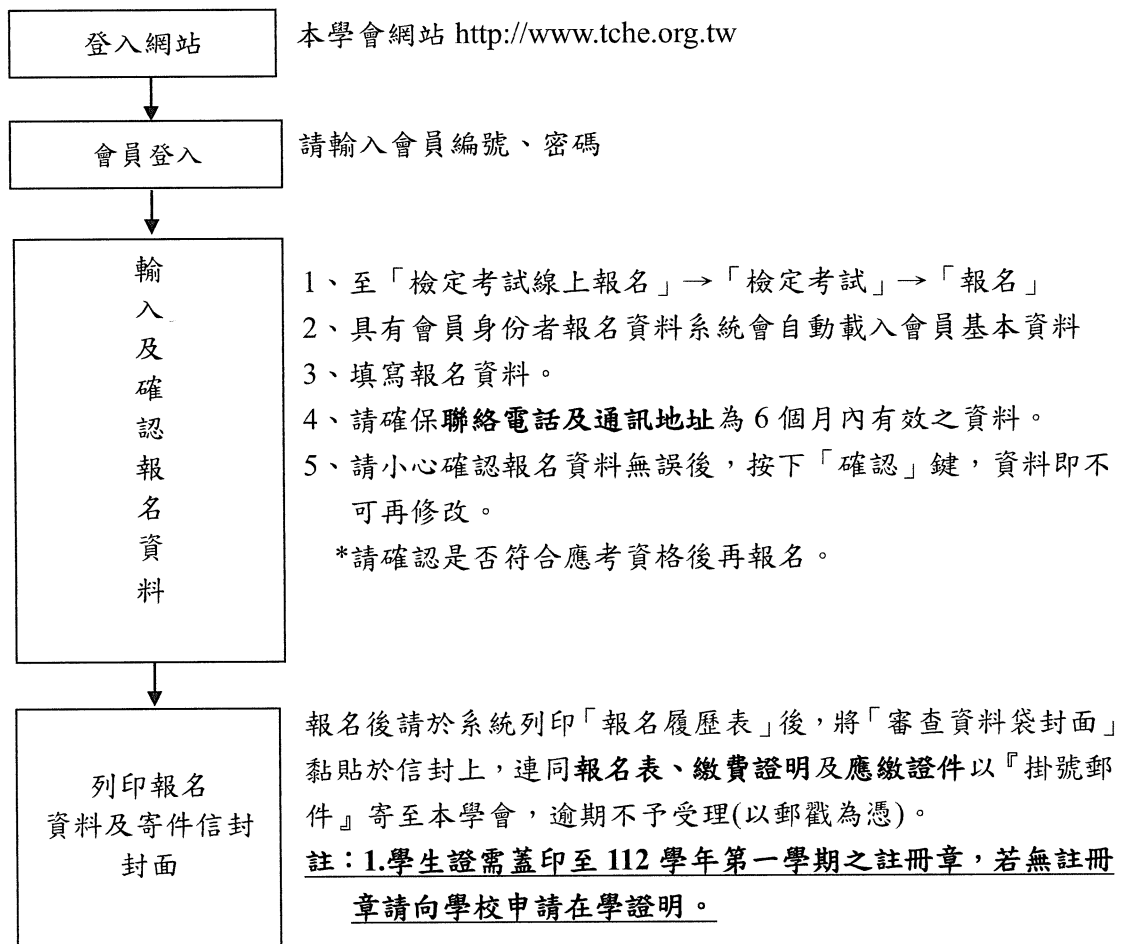 登入網站
本學會網站 http://www.tche.org.tw
會員登入
請輸入會員編號、密碼
輸入及確認報名資料
1、至「檢定考試線上報名」→「檢定考試」→「報名」
2、具有會員身份者報名資料系統會自動載入會員基本資料
3、填寫報名資料。
4、請確保聯絡電話及通訊地址為 6 個月內有效之資料。
5、請小心確認報名資料無誤後，按下「確認」鍵，資料即不
可再修改。
*請確認是否符合應考資格後再報名。
列印報名
資料及寄件信封
封面
報名後請於系統列印「報名履歷表」後，將「審查資料袋封面」
黏貼於信封上，連同報名表、繳費證明及應繳證件以『掛號郵
件』寄至本學會，逾期不予受理(以郵戳為憑)。
註：1.學生證需蓋印至 112 學年第一學期之註冊章，若無註冊
章請向學校申請在學證明。